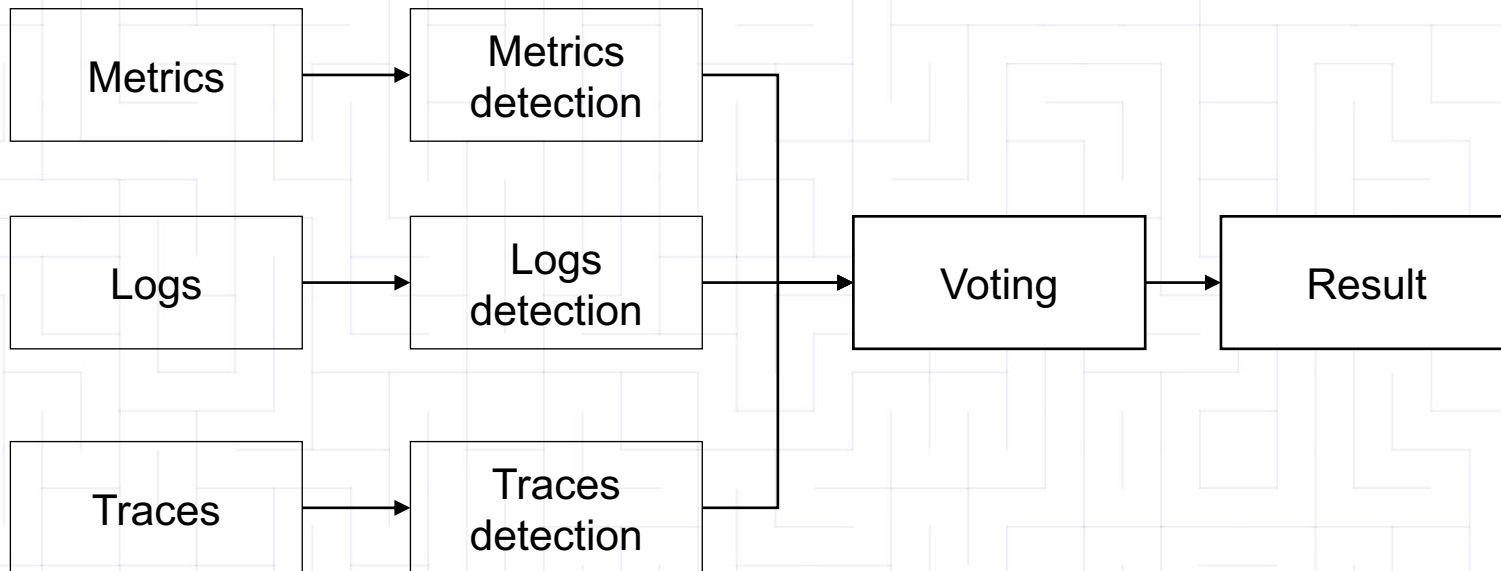 Metrics
Metrics
detection
Logs
Logs
detection
Voting
Result
Traces
Traces
detection